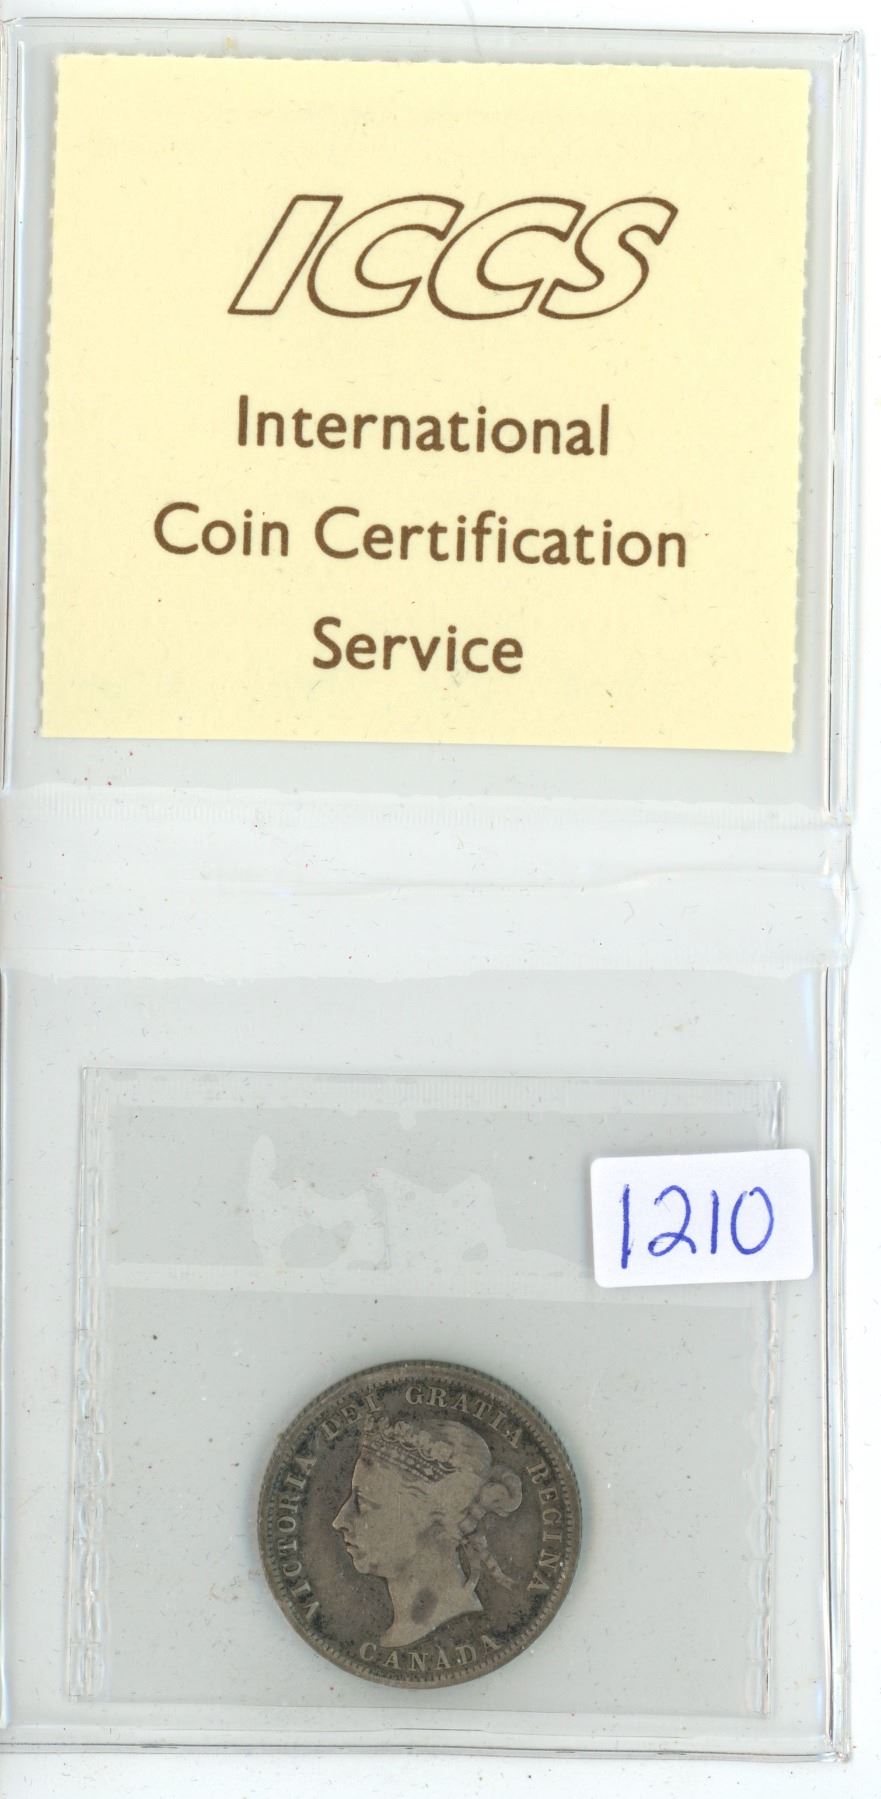 ICCS
International
Coin Certification
Service
1210
VICTORIA DEI GRATIA REGINA
CANADA